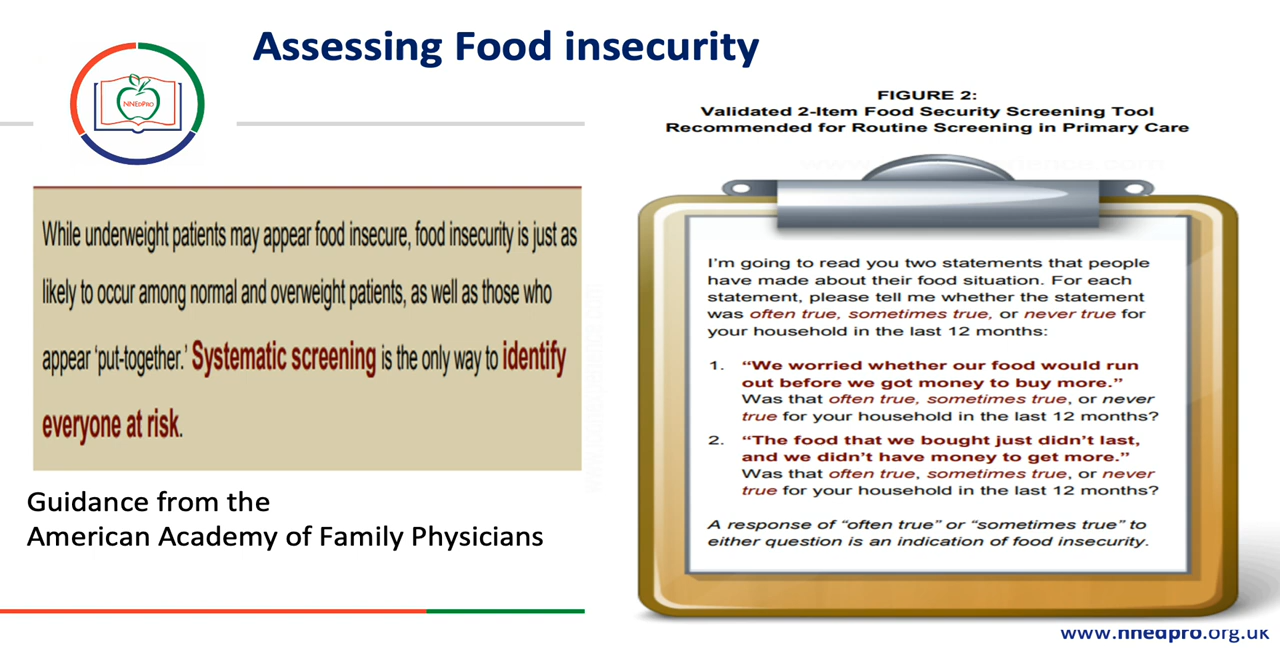 Assessing Food insecurity
NNEdPro
While underweight patients may appear food insecure, food insecurity is just as
likely to occur among normal and overweight patients, as well as those who
appear ‘put-together.’ Systematic screening is the only way to identify
everyone at risk.
Guidance from the
American Academy of Family Physicians
FIGURE 2:
Validated 2-Item Food Security Screening Tool
Recommended for Routine Screening in Primary Care
I’m going to read you two statements that people
have made about their food situation. For each
statement, please tell me whether the statement
was often true, sometimes true, or never true for
your household in the last 12 months:
1. “We worried whether our food would run
out before we got money to buy more.”
Was that often true, sometimes true, or never
true for your household in the last 12 months?
2. “The food that we bought just didn’t last,
and we didn’t have money to get more.”
Was that often true, sometimes true, or never
true for your household in the last 12 months?
A response of “often true” or “sometimes true” to
either question is an indication of food insecurity.
www.nnedpro.org.uk